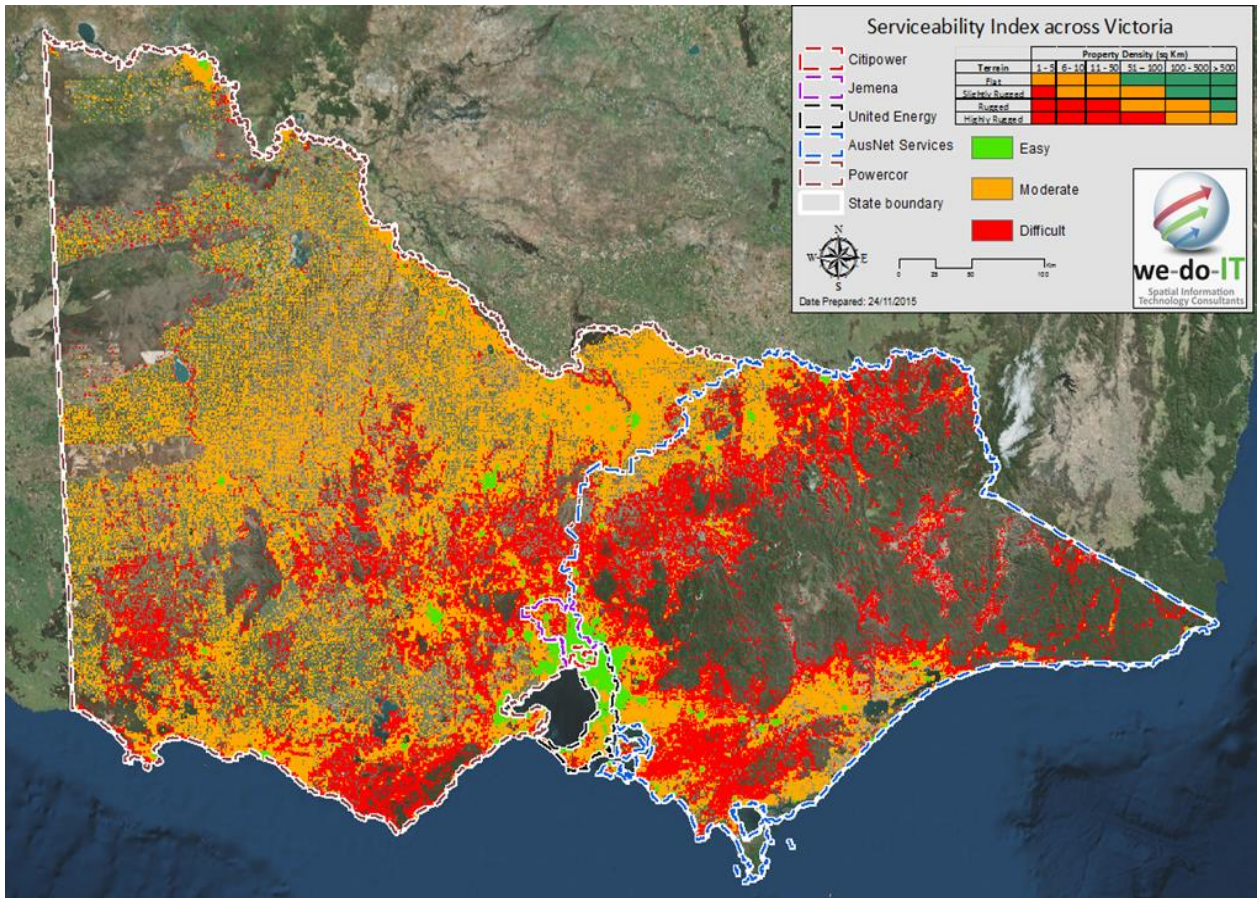 Serviceability Index across Victoria
Citipower
Jemena
United Energy
AusNet Services
Powercor
State boundary
Property Density (sq Km)
Terrain 1 - 5 6 - 10 11 - 50 51 - 100 100 - 500 > 500
Flat
Slightly Rugged
Rugged
Highly Rugged
Easy
Moderate
Difficult
N
W E
S
0 25 50 100
Km
Date Prepared: 24/11/2015
we-do-IT
Spatial Information
Technology Consultants